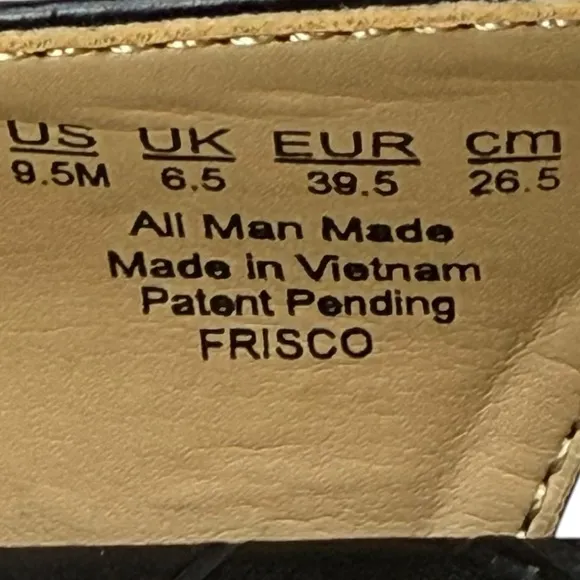 US UK EUR cm
9.5M 6.5 39.5 26.5
All Man Made
Made in Vietnam
Patent Pending
FRISCO